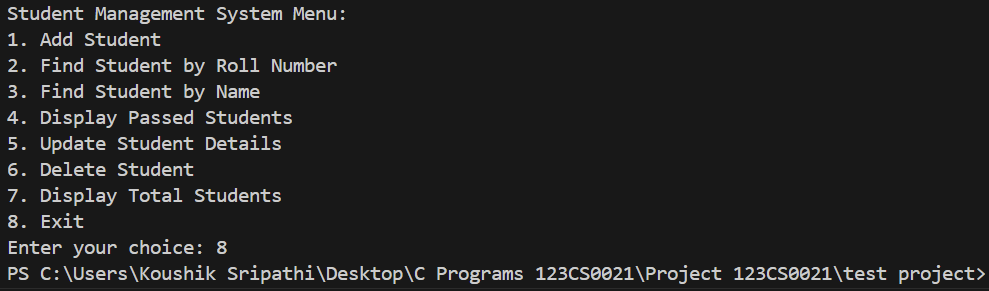 Student Management System Menu:
1. Add Student
2. Find Student by Roll Number
3. Find Student by Name
4. Display Passed Students
5. Update Student Details
6. Delete Student
7. Display Total Students
8. Exit
Enter your choice: 8
PS C:\Users\Koushik Sripathi\Desktop\C Programs 123CS0021\Project 123CS0021\test project>